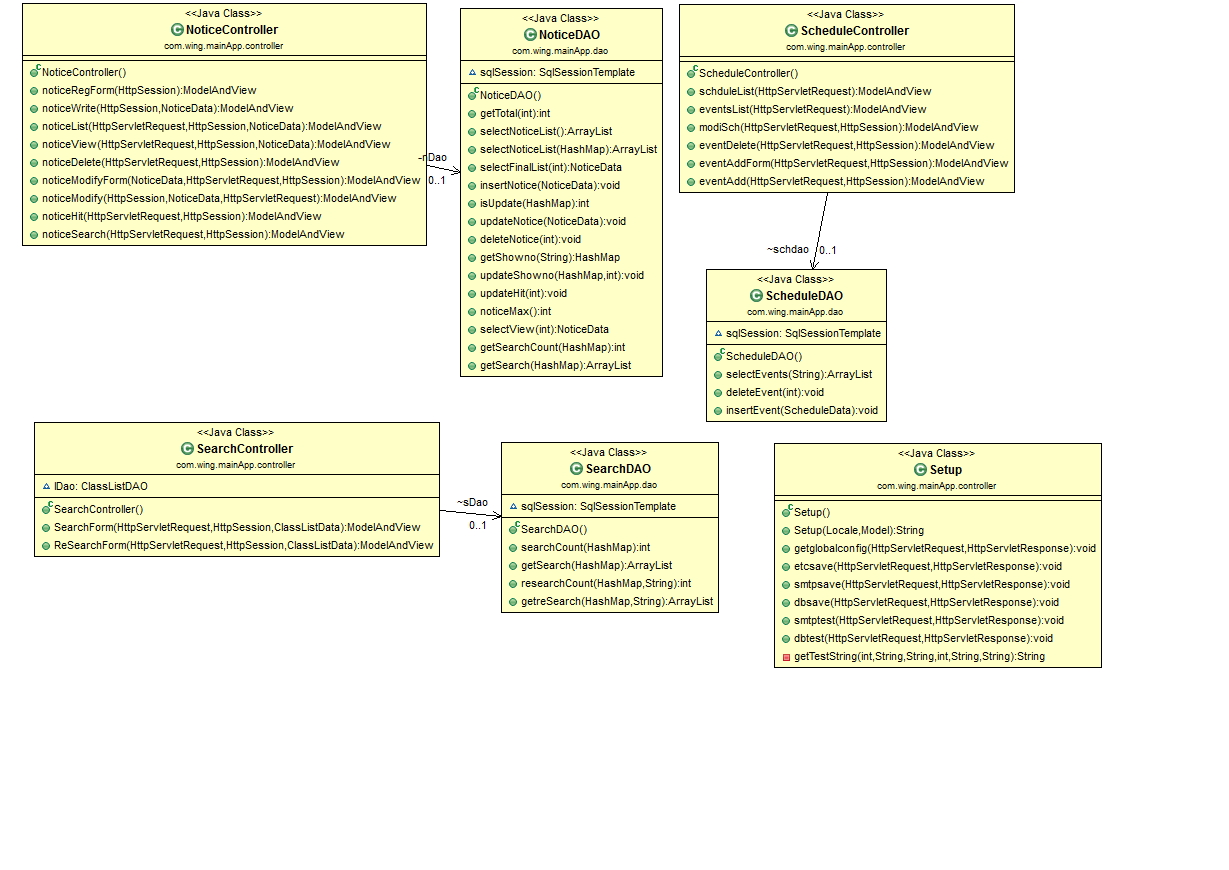 <<Java Class>>
NoticeController
com.wing.mainApp.controller
NoticeController()
noticeRegForm(HttpSession):ModelAndView
noticeWrite(HttpSession,NoticeData):ModelAndView
noticeList(HttpServletRequest,HttpSession,NoticeData):ModelAndView
noticeView(HttpServletRequest,HttpSession,NoticeData):ModelAndView
noticeDelete(HttpServletRequest,HttpSession):ModelAndView
noticeModifyForm(NoticeData,HttpServletRequest,HttpSession):ModelAndView
noticeModify(HttpSession,NoticeData,HttpServletRequest):ModelAndView
noticeHit(HttpServletRequest,HttpSession):ModelAndView
noticeSearch(HttpServletRequest,HttpSession):ModelAndView
~nDao
0..1
<<Java Class>>
NoticeDAO
com.wing.mainApp.dao
sqlSession: SqlSessionTemplate
NoticeDAO()
getTotal(int):int
selectNoticeList():ArrayList
selectNoticeList(HashMap):ArrayList
selectFinalList(int):NoticeData
insertNotice(NoticeData):void
isUpdate(HashMap):int
updateNotice(NoticeData):void
deleteNotice(int):void
getShowno(String):HashMap
updateShowno(HashMap,int):void
updateHit(int):void
noticeMax():int
selectView(int):NoticeData
getSearchCount(HashMap):int
getSearch(HashMap):ArrayList
<<Java Class>>
ScheduleController
com.wing.mainApp.controller
ScheduleController()
schduleList(HttpServletRequest):ModelAndView
eventsList(HttpServletRequest):ModelAndView
modiSch(HttpServletRequest,HttpSession):ModelAndView
eventDelete(HttpServletRequest,HttpSession):ModelAndView
eventAddForm(HttpServletRequest,HttpSession):ModelAndView
eventAdd(HttpServletRequest,HttpSession):ModelAndView
~schdao
0..1
<<Java Class>>
ScheduleDAO
com.wing.mainApp.dao
sqlSession: SqlSessionTemplate
ScheduleDAO()
selectEvents(String):ArrayList
deleteEvent(int):void
insertEvent(ScheduleData):void
<<Java Class>>
SearchController
com.wing.mainApp.controller
lDao: ClassListDAO
SearchController()
SearchForm(HttpServletRequest,HttpSession,ClassListData):ModelAndView
ReSearchForm(HttpServletRequest,HttpSession,ClassListData):ModelAndView
~sDao
0..1
<<Java Class>>
SearchDAO
com.wing.mainApp.dao
sqlSession: SqlSessionTemplate
SearchDAO()
searchCount(HashMap):int
getSearch(HashMap):ArrayList
researchCount(HashMap,String):int
getreSearch(HashMap,String):ArrayList
<<Java Class>>
Setup
com.wing.mainApp.controller
Setup()
Setup(Locale,Model):String
getglobalconfig(HttpServletRequest,HttpServletResponse):void
etcsave(HttpServletRequest,HttpServletResponse):void
smtpsave(HttpServletRequest,HttpServletResponse):void
dbsave(HttpServletRequest,HttpServletResponse):void
smtptest(HttpServletRequest,HttpServletResponse):void
dbtest(HttpServletRequest,HttpServletResponse):void
getTestString(int,String,String,int,String,String):String